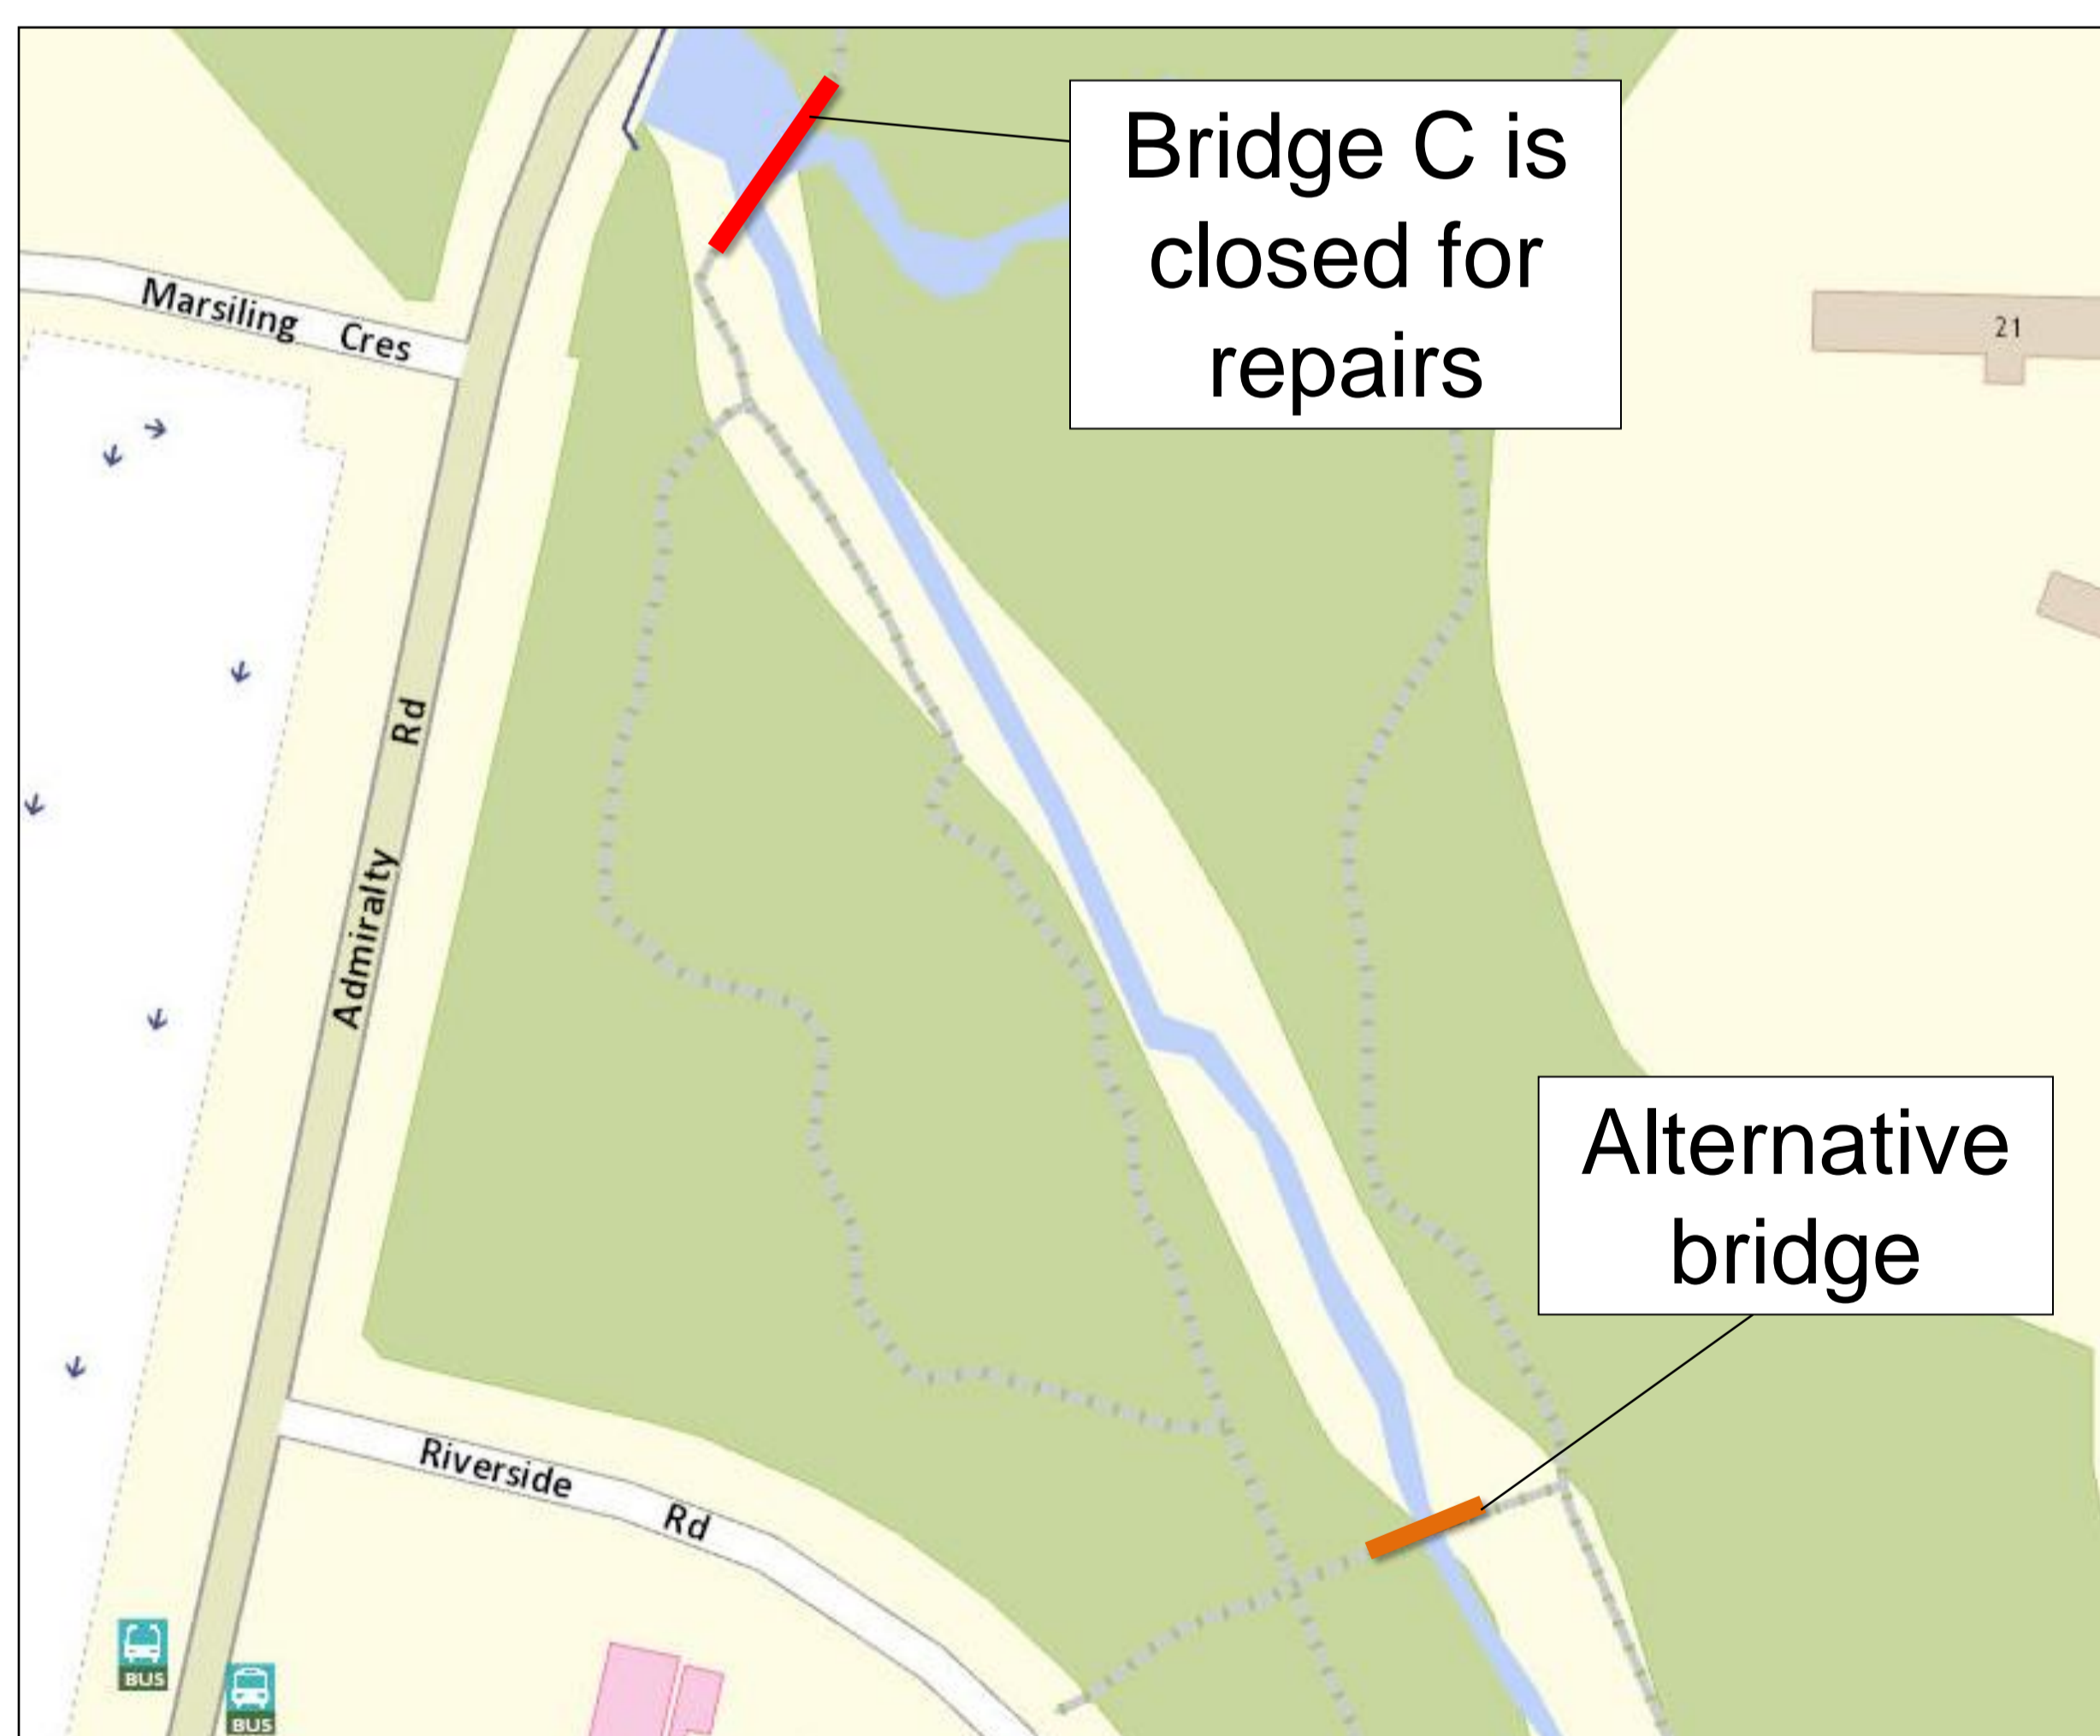 Bridge C is
closed for
repairs
Marsiling Cres
21
Admiralty Rd
Alternative
bridge
Riverside Rd
BUS
BUS